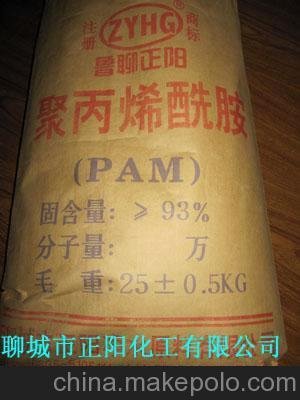 注册 ZYHG® 商标
鲁聊正阳
聚丙烯酰胺
(PAM)
固含量：≥ 93%
分子量： 万
毛 重：25±0.5KG
聊城市正阳化工有限公司
china.makepolo.com